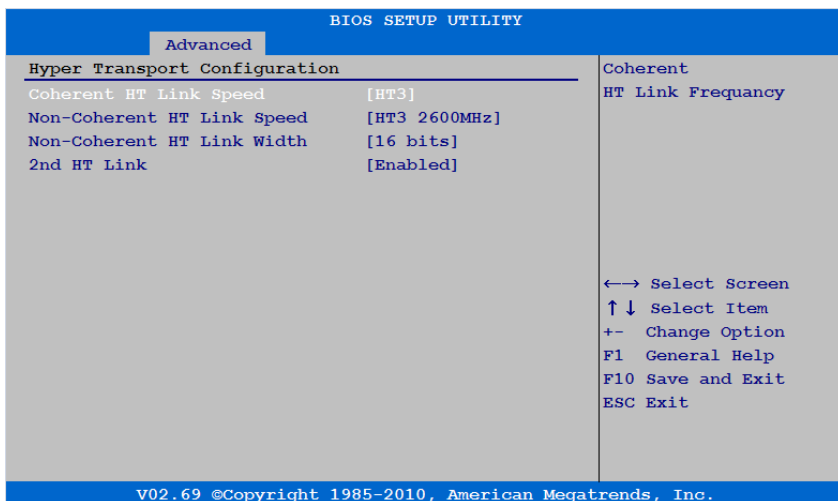 BIOS SETUP UTILITY
Advanced
Hyper Transport Configuration
Coherent HT Link Speed [HT3]
Non-Coherent HT Link Speed [HT3 2600MHz]
Non-Coherent HT Link Width [16 bits]
2nd HT Link [Enabled]
Coherent
HT Link Frequancy
←→ Select Screen
↑↓ Select Item
+- Change Option
F1 General Help
F10 Save and Exit
ESC Exit
V02.69 ©Copyright 1985-2010, American Megatrends, Inc.